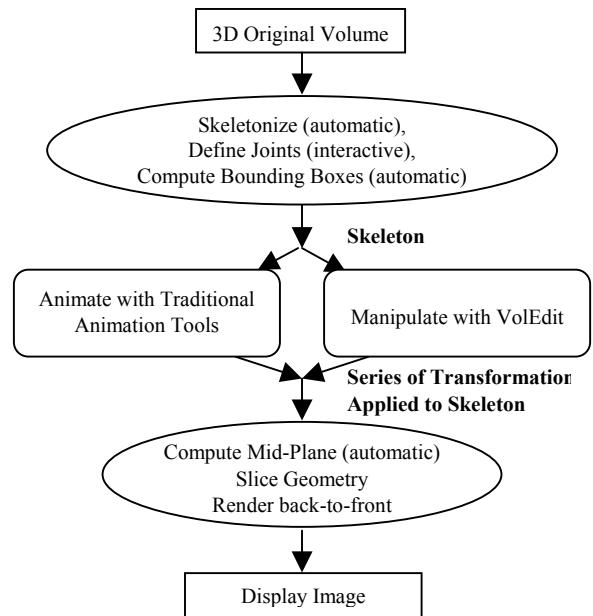 3D Original Volume
Skeletonize (automatic),
Define Joints (interactive),
Compute Bounding Boxes (automatic)
Skeleton
Animate with Traditional
Animation Tools
Manipulate with VolEdit
Series of Transformation
Applied to Skeleton
Compute Mid-Plane (automatic)
Slice Geometry
Render back-to-front
Display Image